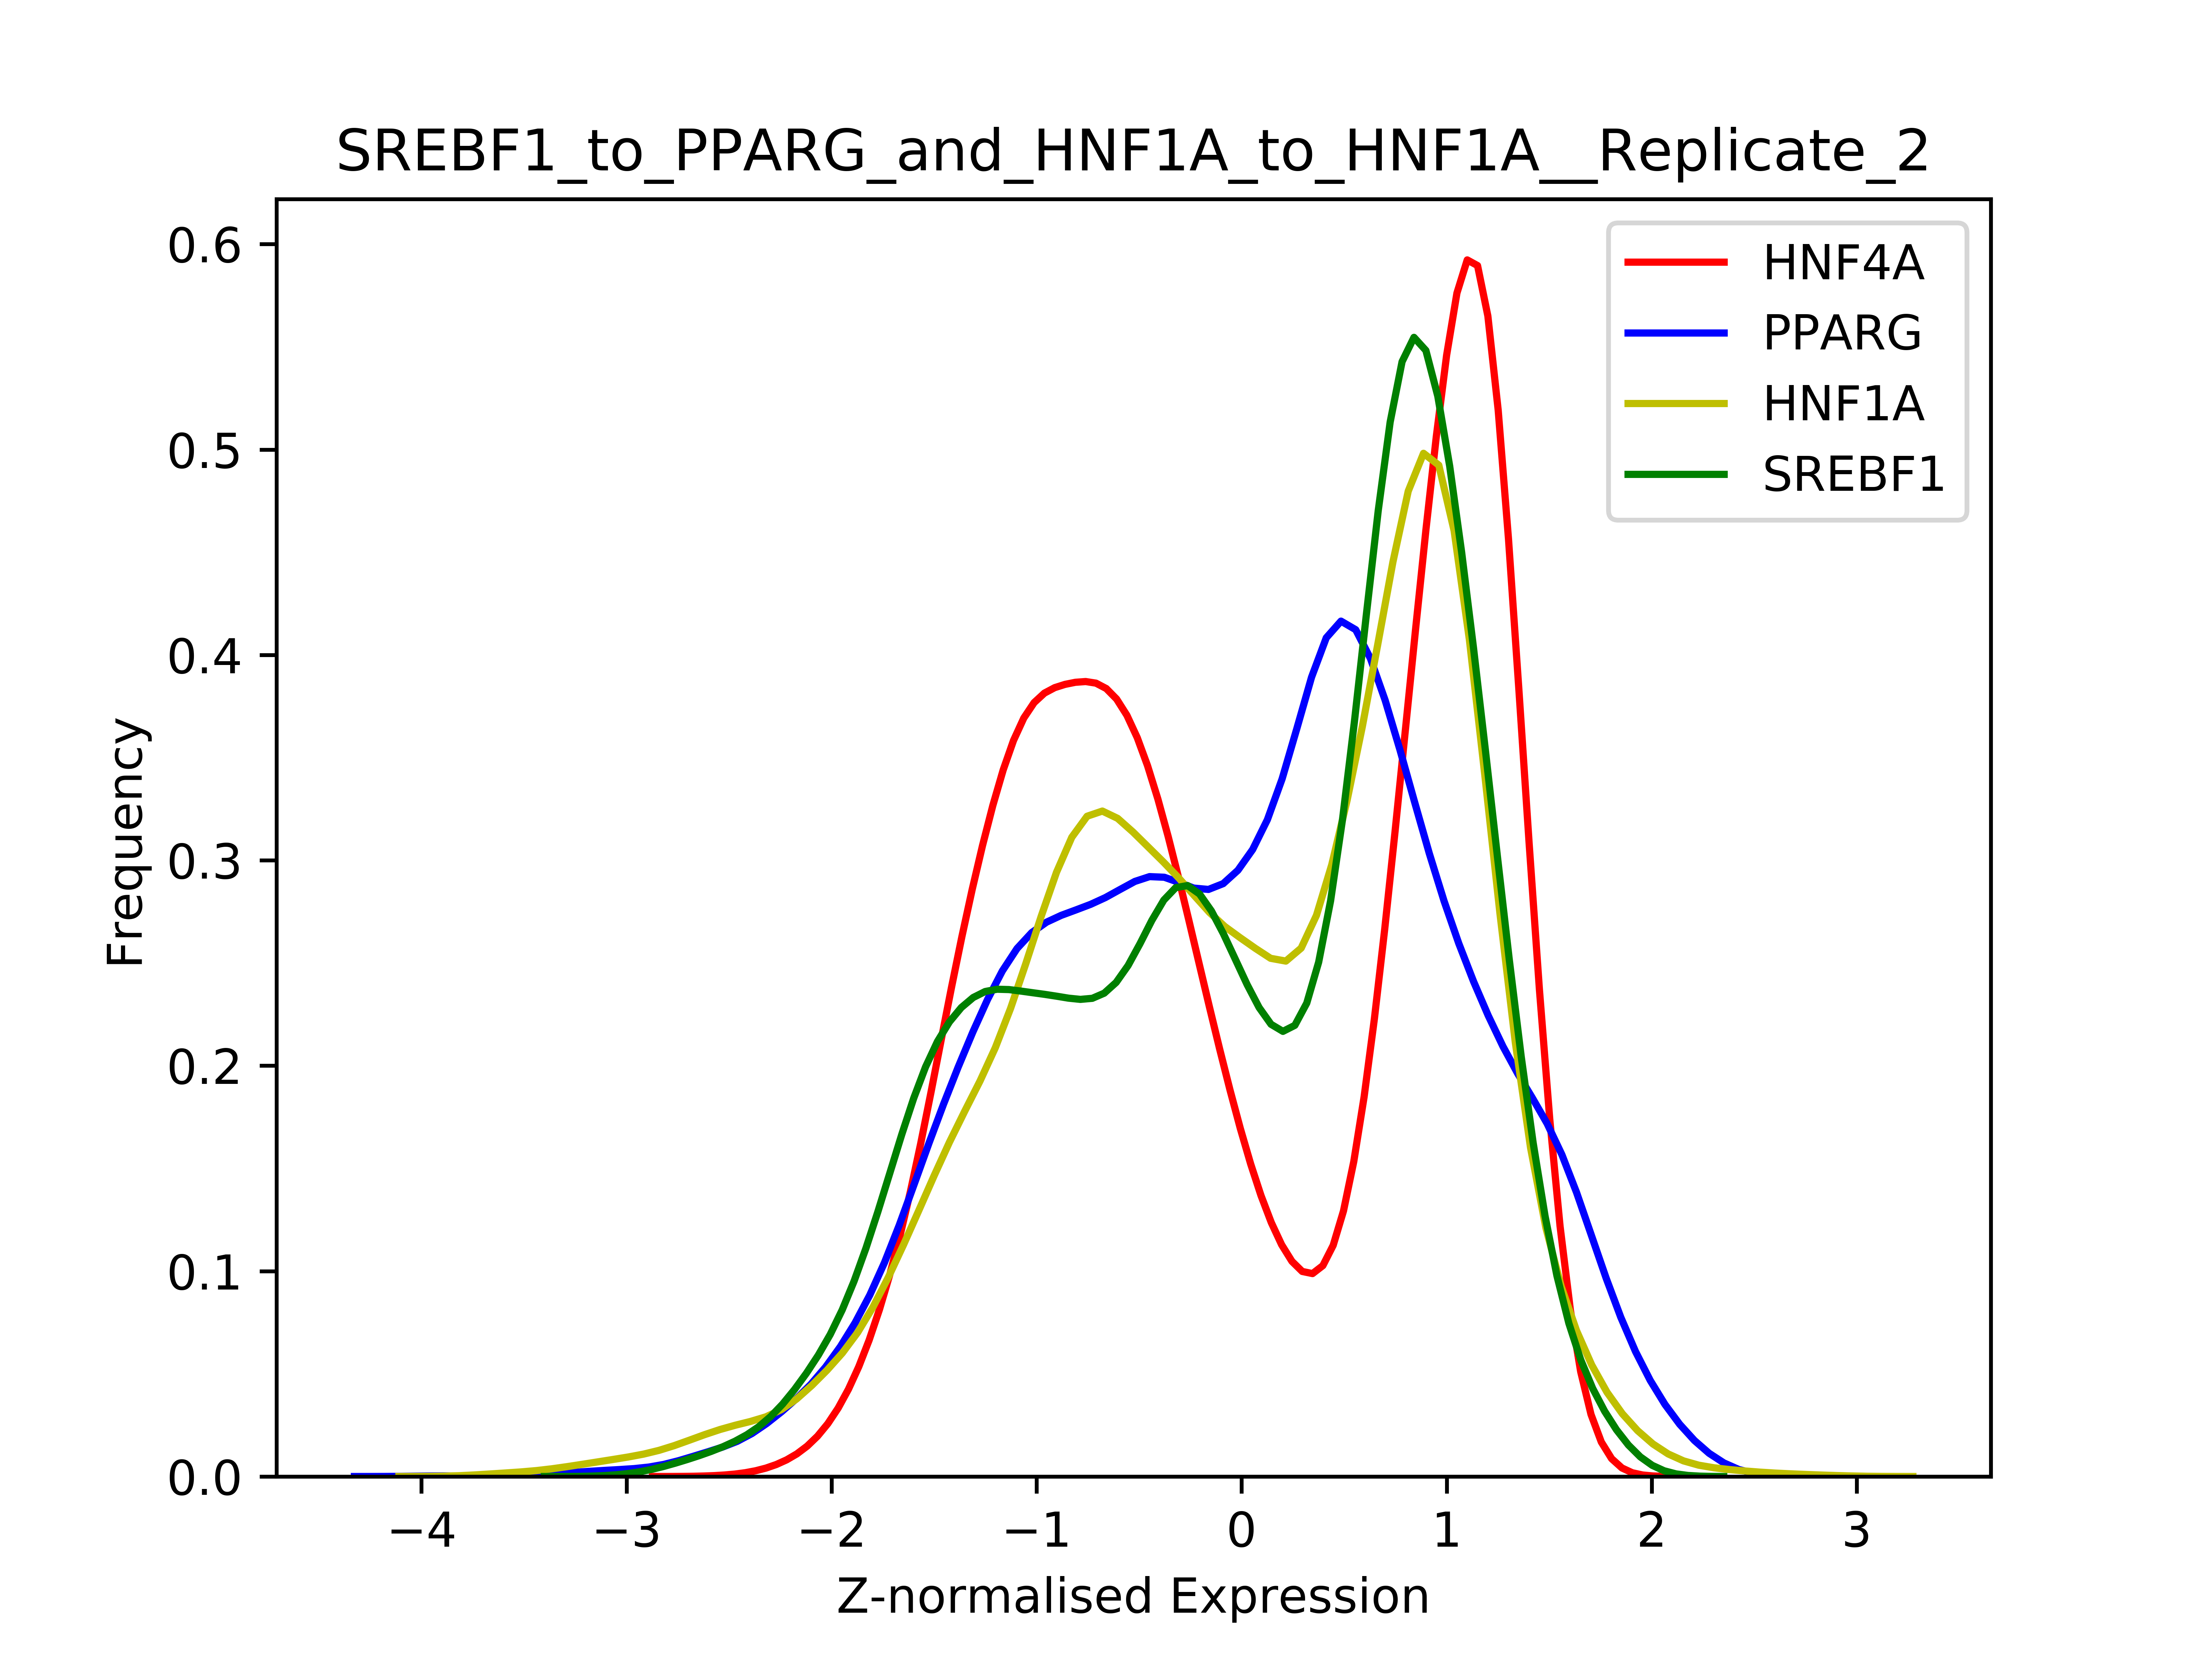 SREBF1_to_PPARG_and_HNF1A_to_HNF1A__Replicate_2
0.6
0.5
0.4
0.3
0.2
0.1
0.0
Frequency
HNF4A
PPARG
HNF1A
SREBF1
−4 −3 −2 −1 0 1 2 3
Z-normalised Expression